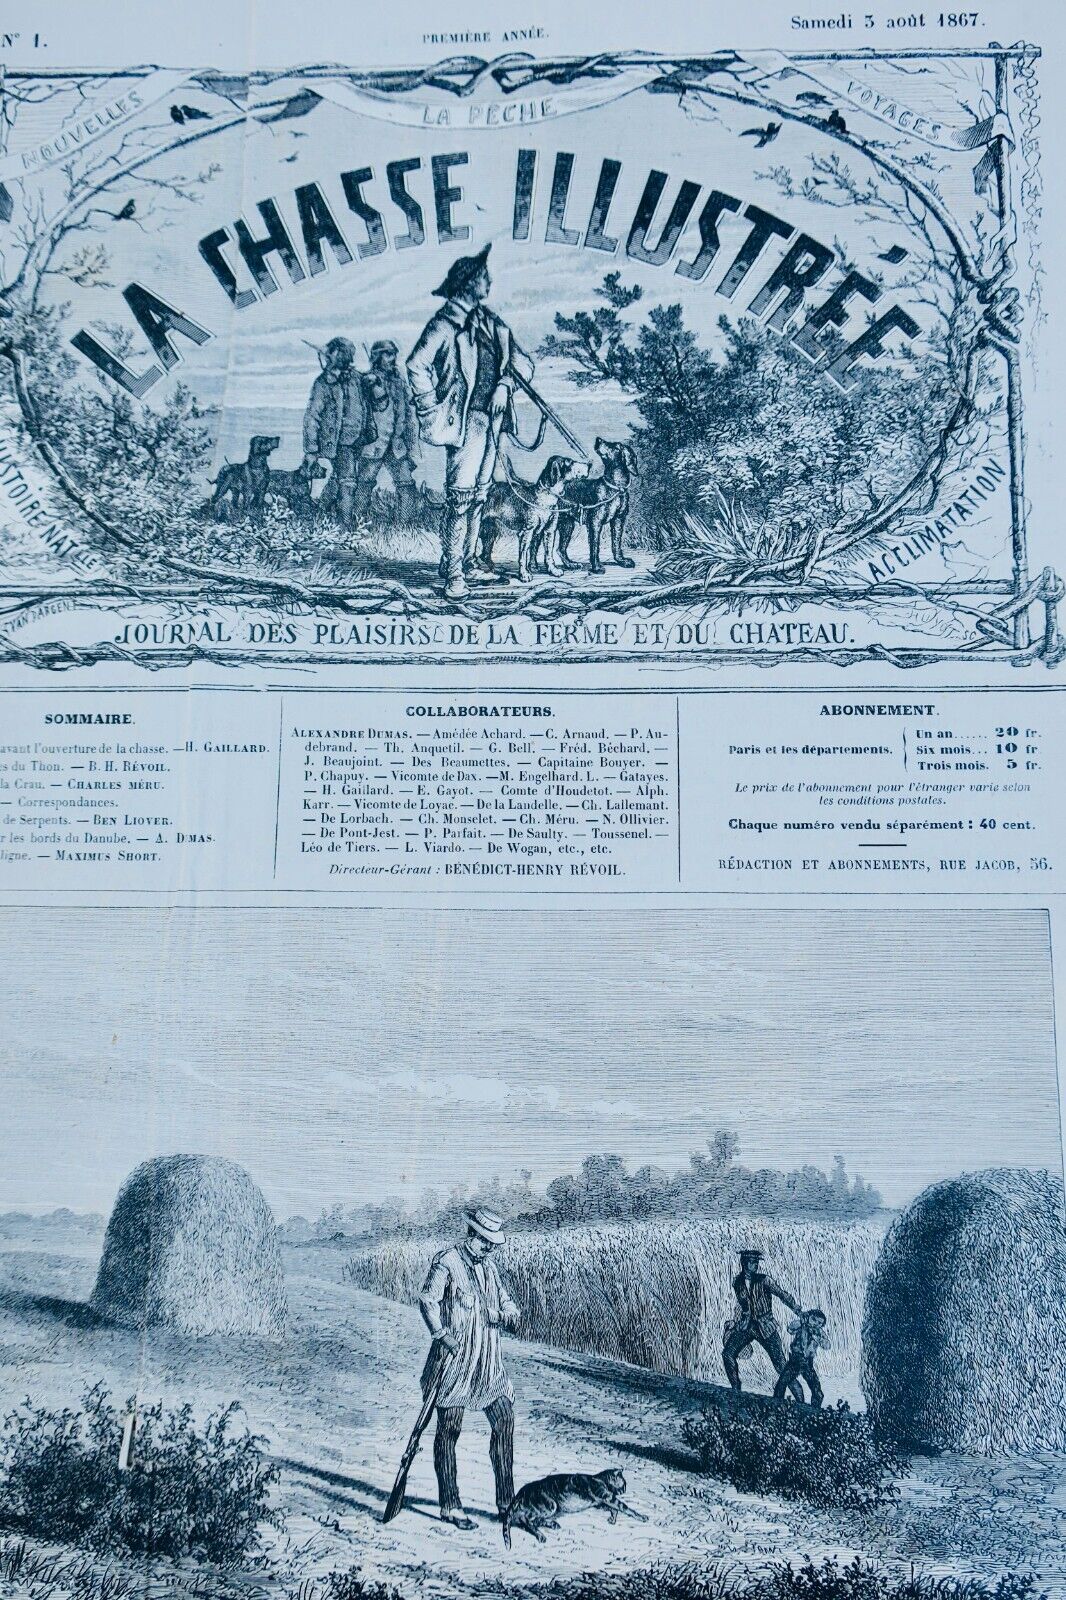 N° 1.
PREMIÈRE ANNÉE.
Samedi 3 août 1867.
NOUVELLES
LA PÊCHE
VOYAGES
LA CHASSE ILLUSTRÉE
HISTOIRE NATLLE
ACCLIMATATION
YAN'DARGENT
JOURNAL DES PLAISIRS DE LA FERME ET DU CHATEAU.
SOMMAIRE.
avant l'ouverture de la chasse. — H. GAILLARD.
es du Thon. — B. H. RÉVOIL.
la Crau. — CHARLES MÉRU.
— Correspondances.
de Serpents. — BEN LIOVER.
r les bords du Danube. — A. DUMAS.
ligne. — MAXIMUS SHORT.
COLLABORATEURS.
ALEXANDRE DUMAS. — Amédée Achard. — C. Arnaud. — P. Au-
debrand. — Th. Anquetil. — G. Bell. — Fréd. Béchard. —
J. Beaujoint. — Des Beaumettes. — Capitaine Bouyer. —
P. Chapuy. — Vicomte de Dax. — M. Engelhard. L. — Gatayes.
— H. Gaillard. — E. Gayot. — Comte d'Houdetot. — Alph.
Karr. — Vicomte de Loyac. — De la Landelle. — Ch. Lallemant.
— De Lorbach. — Ch. Monselet. — Ch. Méru. — N. Ollivier.
— De Pont-Jest. — P. Parfait. — De Saulty. — Toussenel. —
Léo de Tiers. — L. Viardo. — De Wogan, etc., etc.
Directeur-Gérant : BÉNÉDICT-HENRY RÉVOIL.
ABONNEMENT.
Paris et les départements.
Un an...... 20 fr.
Six mois... 10 fr
Trois mois. 5 fr.
Le prix de l'abonnement pour l'étranger varie selon
les conditions postales.
Chaque numéro vendu séparément : 40 cent.
RÉDACTION ET ABONNEMENTS, RUE JACOB, 56.